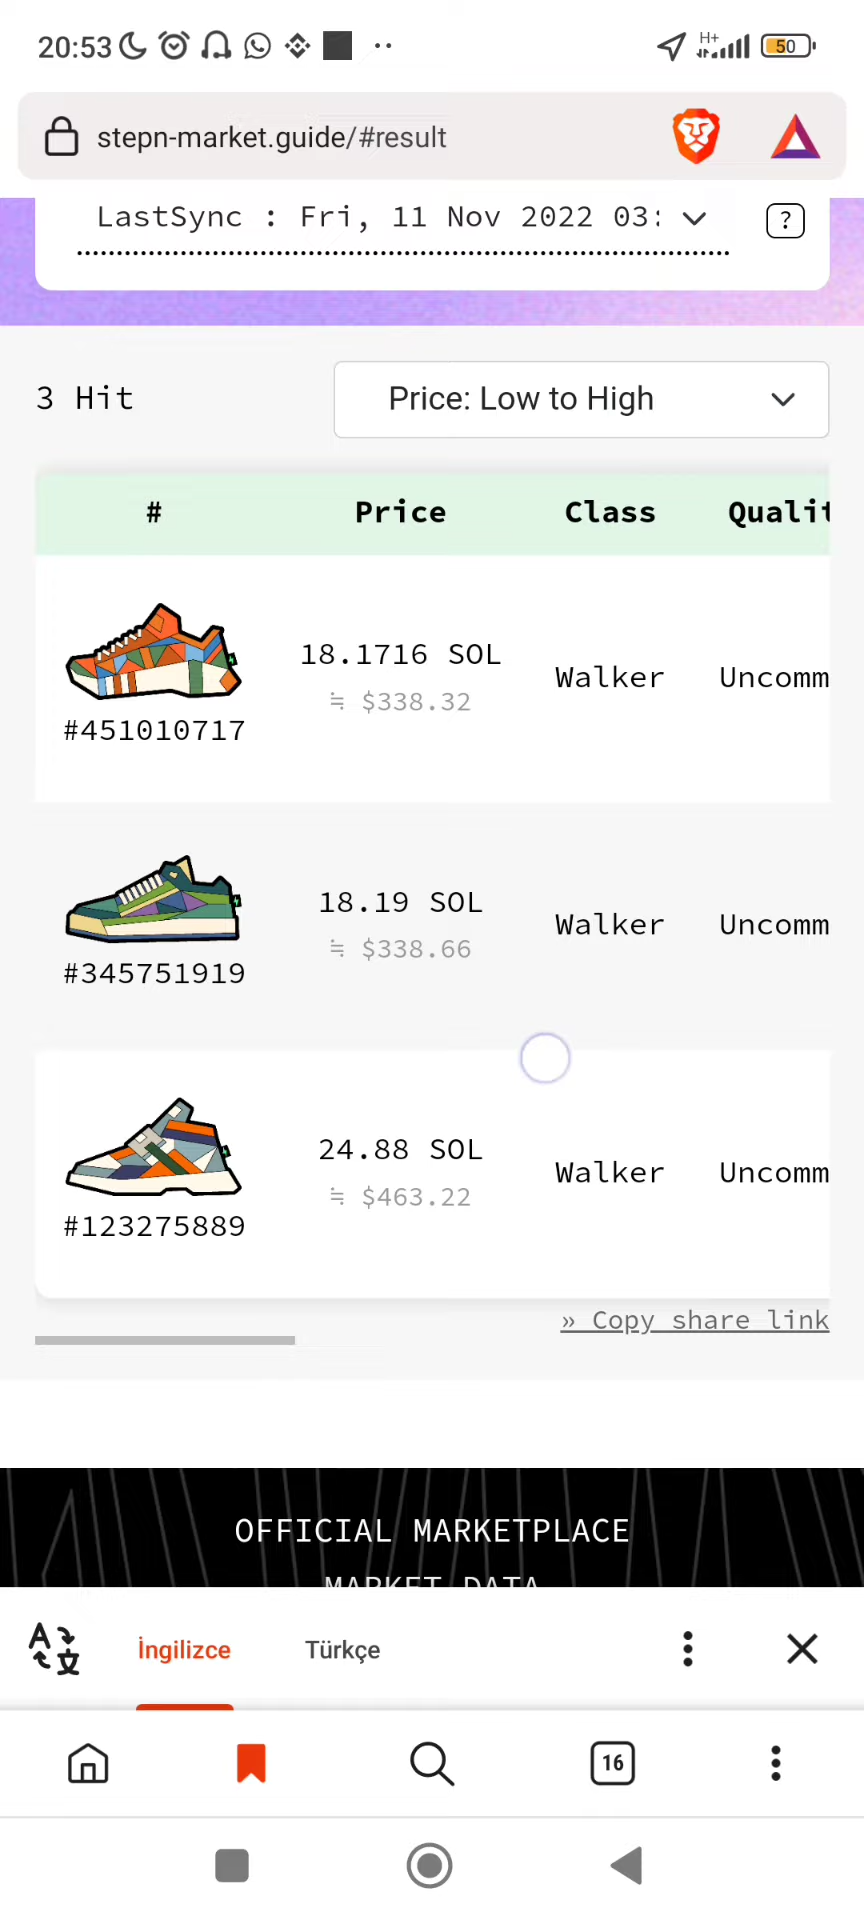 20:53
H+
50
stepn-market.guide/#result
LastSync : Fri, 11 Nov 2022 03:
?
3 Hit
Price: Low to High
# Price Class Qualit
18.1716 SOL
Walker Uncomm
≒ $338.32
#451010717
18.19 SOL
Walker Uncomm
≒ $338.66
#345751919
24.88 SOL
Walker Uncomm
≒ $463.22
#123275889
» Copy share link
OFFICIAL MARKETPLACE
MARKET DATA
İngilizce Türkçe
16